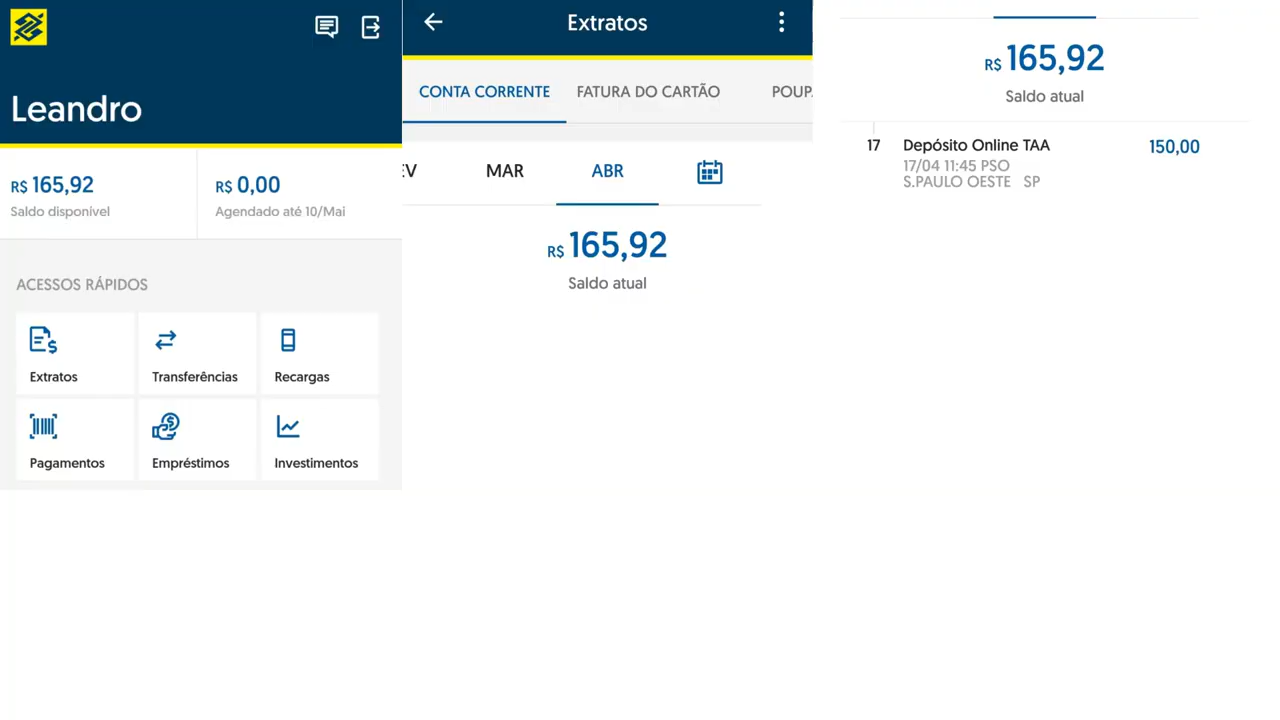 Leandro
R$ 165,92
Saldo disponível
R$ 0,00
Agendado até 10/Mai
ACESSOS RÁPIDOS
Extratos
Transferências
Recargas
Pagamentos
Empréstimos
Investimentos
Extratos
CONTA CORRENTE
FATURA DO CARTÃO
POUP
EV
MAR
ABR
R$ 165,92
Saldo atual
R$ 165,92
Saldo atual
17 Depósito Online TAA 150,00
17/04 11:45 PSO
S.PAULO OESTE SP